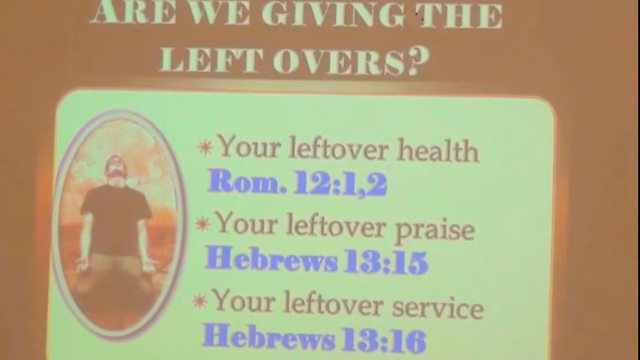 ARE WE GIVING THE
LEFT OVERS?
*Your leftover health
Rom. 12:1,2
*Your leftover praise
Hebrews 13:15
*Your leftover service
Hebrews 13:16